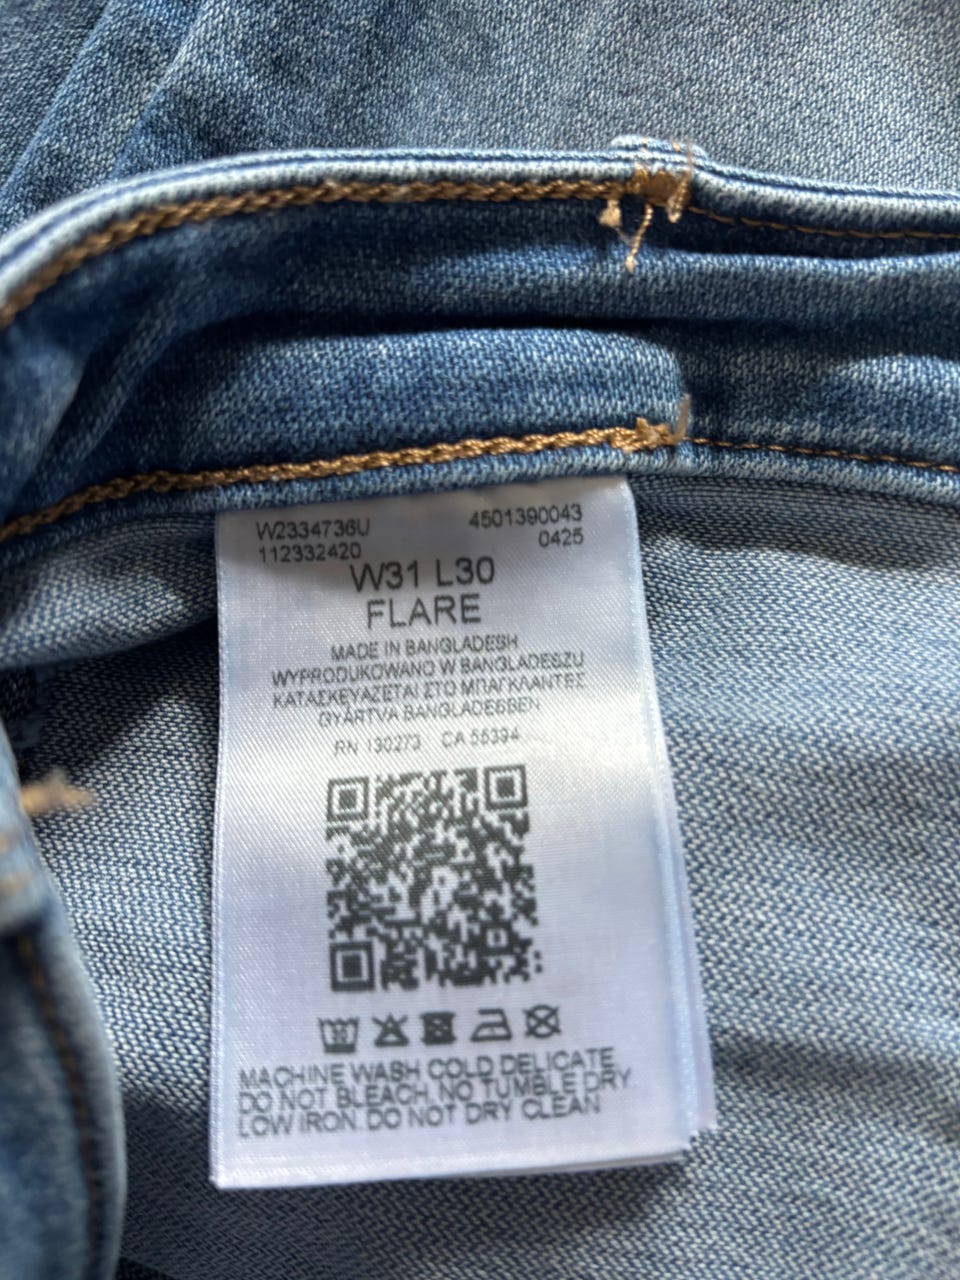 W2334736U 4501390043
112332420 0425
W31 L30
FLARE
MADE IN BANGLADESH
WYPRODUKOWANO W BANGLADESZU
ΚΑΤΑΣΚΕΥΑΖΕΤΑΙ ΣΤΟ ΜΠΑΓΚΛΑΝΤΕΣ
GYÁRTVA BANGLADESBEN
RN 130273 CA 55394
30
MACHINE WASH COLD DELICATE.
DO NOT BLEACH. NO TUMBLE DRY
LOW IRON. DO NOT DRY CLEAN